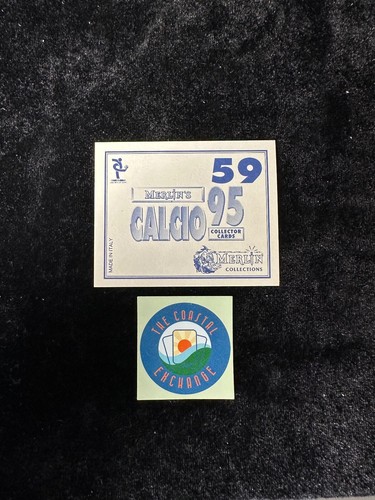 59
MERLIN'S
CALCIO 95
COLLECTOR
CARDS
MERLIN
COLLECTIONS
MADE IN ITALY
THE COASTAL
EXCHANGE